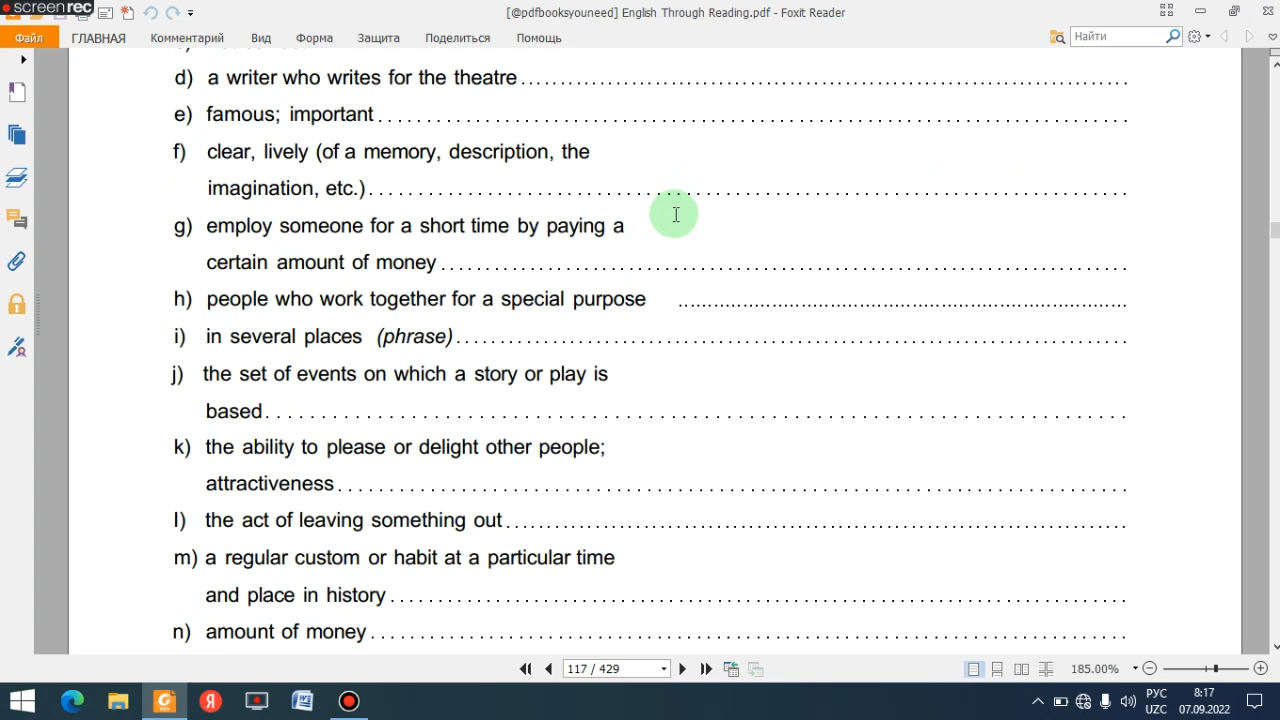 screenrec
[@pdfbooksyouneed] English Through Reading.pdf - Foxit Reader
Файл ГЛАВНАЯ Комментарий Вид Форма Защита Поделиться Помощь Найти
d) a writer who writes for the theatre
e) famous; important
f) clear, lively (of a memory, description, the
imagination, etc.)
g) employ someone for a short time by paying a
certain amount of money
h) people who work together for a special purpose
i) in several places (phrase)
j) the set of events on which a story or play is
based
k) the ability to please or delight other people;
attractiveness
l) the act of leaving something out
m) a regular custom or habit at a particular time
and place in history
n) amount of money
117 / 429 185.00%
РУС 8:17
UZC 07.09.2022